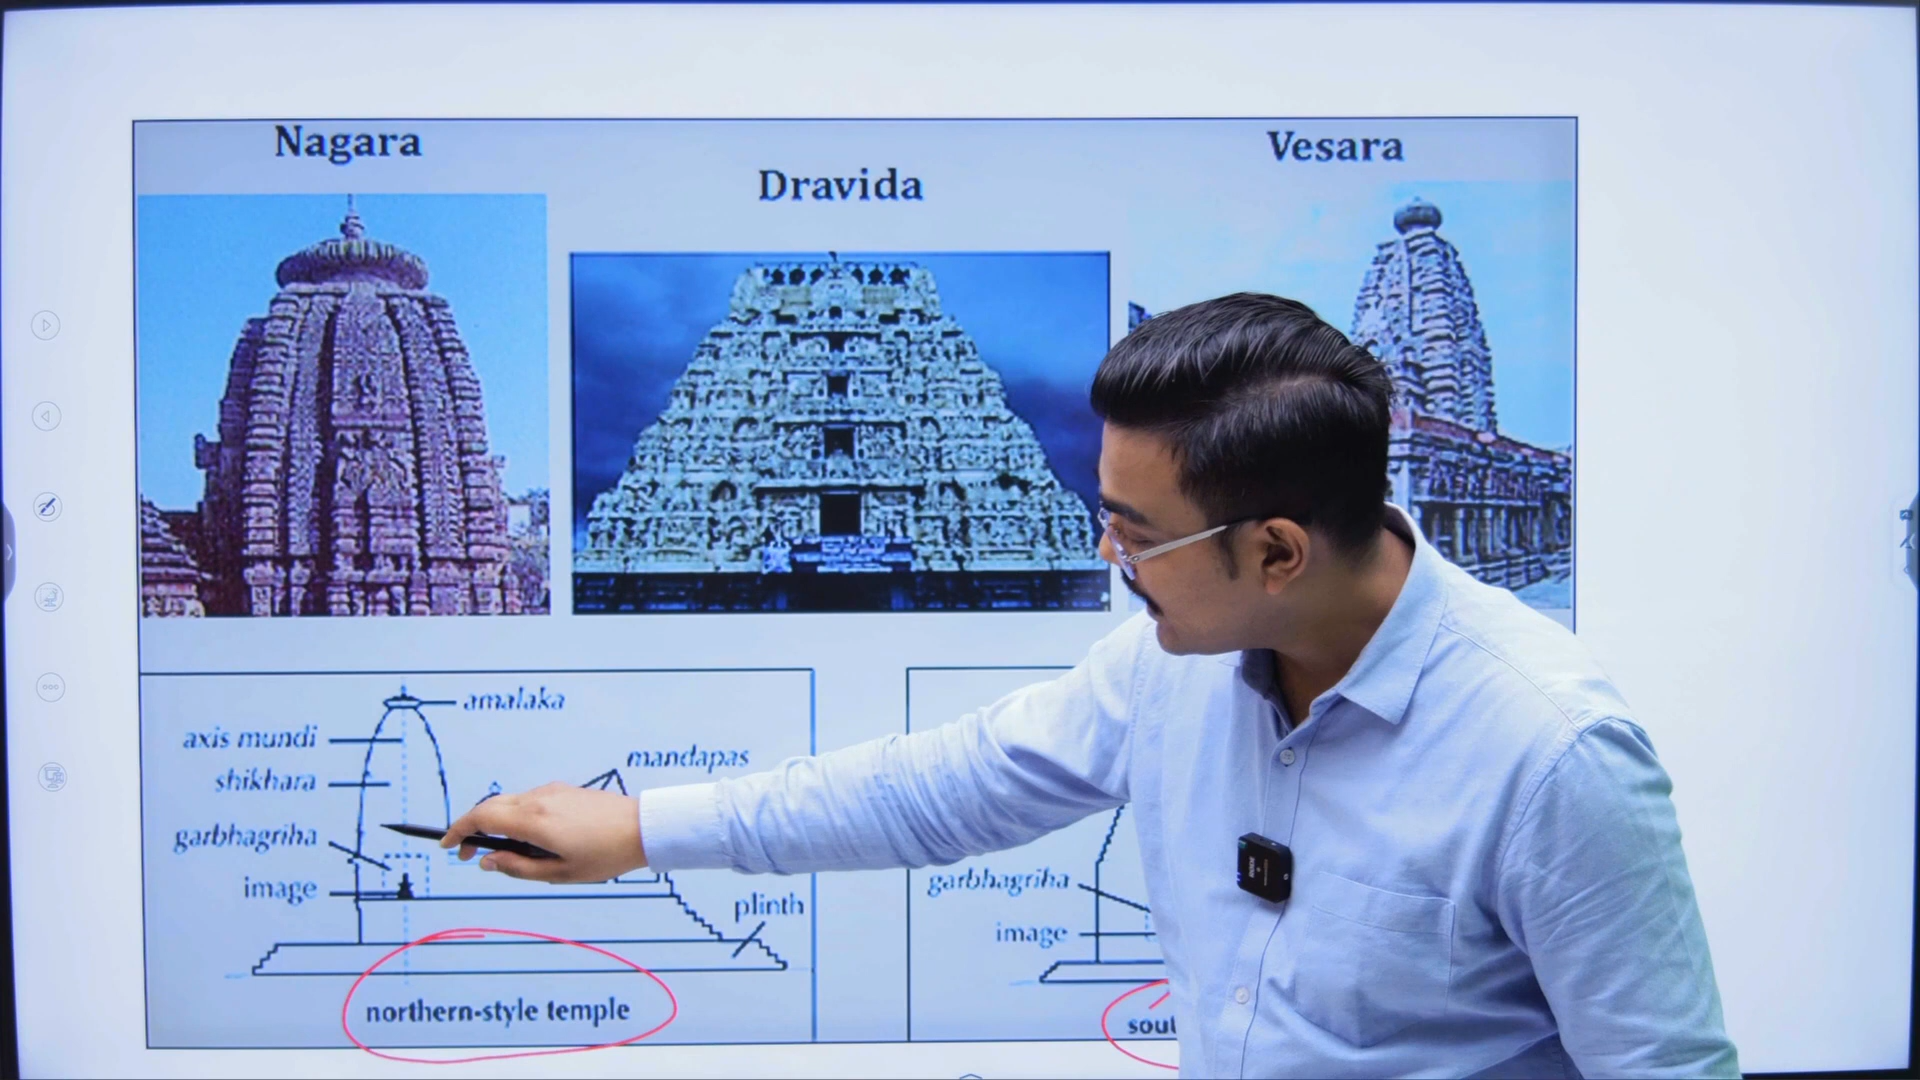 Nagara
Dravida
Vesara
amalaka
axis mundi
shikhara
mandapas
garbhagriha
image
plinth
northern-style temple
garbhagriha
image
sout